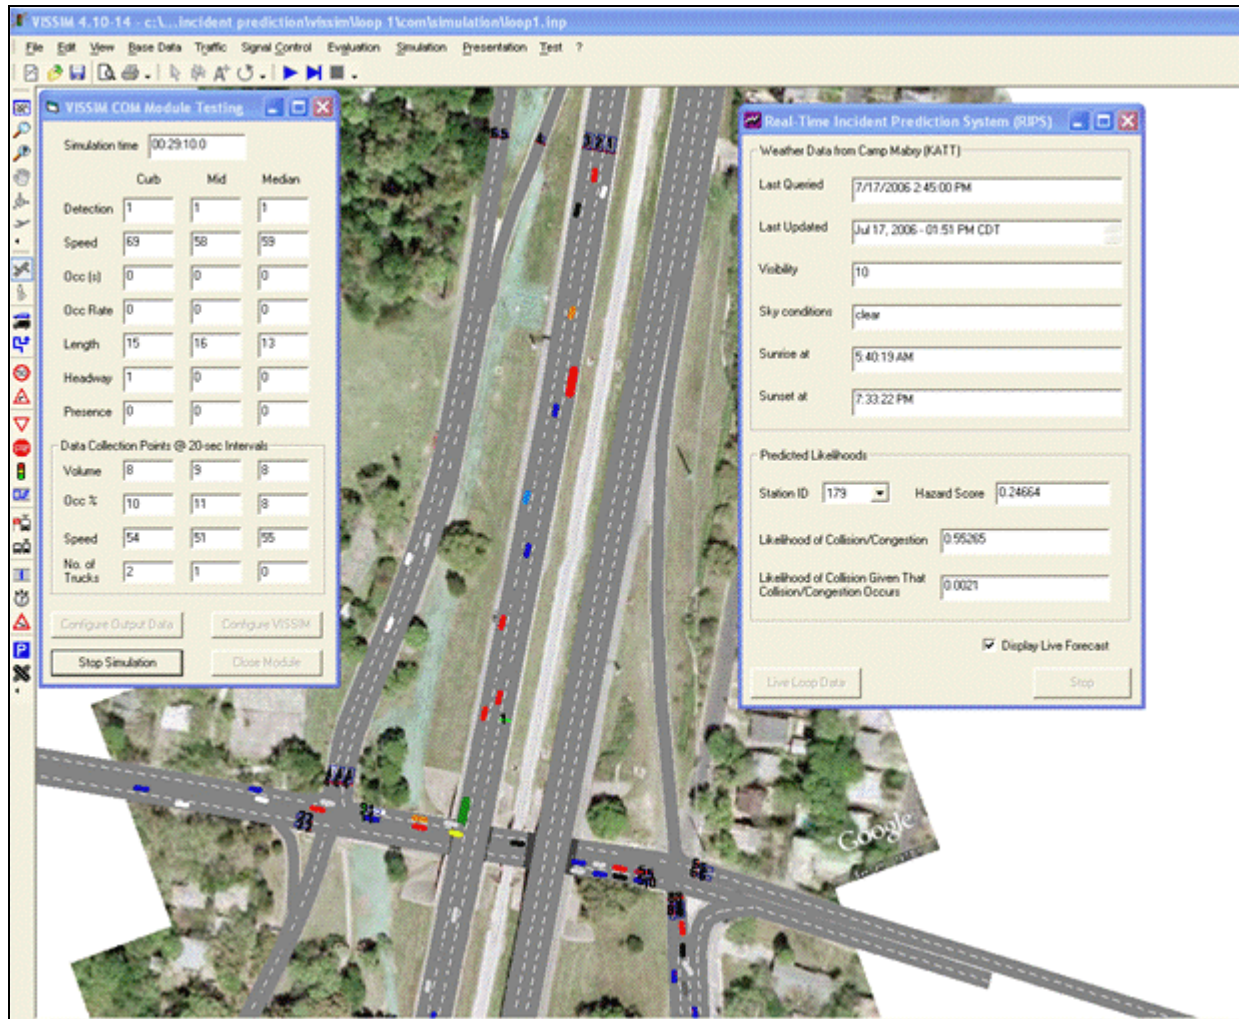 VISSIM 4.10-14 - c:\...incident prediction\vissim\loop 1\com\simulation\loop1.inp
File Edit View Base Data Traffic Signal Control Evaluation Simulation Presentation Test ?
VISSIM COM Module Testing
Simulation time 00:29:10.0
Curb Mid Median
Detection 1 1 1
Speed 69 58 59
Occ (s) 0 0 0
Occ Rate 0 0 0
Length 15 16 13
Headway 1 0 0
Presence 0 0 0
Data Collection Points @ 20-sec Intervals
Volume 8 9 8
Occ % 10 11 8
Speed 54 51 55
No. of
Trucks 2 1 0
Configure Output Data Configure VISSIM
Stop Simulation Close Module
Real-Time Incident Prediction System (RIPS)
Weather Data from Camp Mabry (KATT)
Last Queried 7/17/2006 2:45:00 PM
Last Updated Jul 17, 2006 - 01:51 PM CDT
Visibility 10
Sky conditions clear
Sunrise at 5:40:19 AM
Sunset at 7:33:22 PM
Predicted Likelihoods
Station ID 179 Hazard Score 0.24664
Likelihood of Collision/Congestion 0.55265
Likelihood of Collision Given That
Collision/Congestion Occurs 0.0021
Display Live Forecast
Live Loop Data Stop
Google